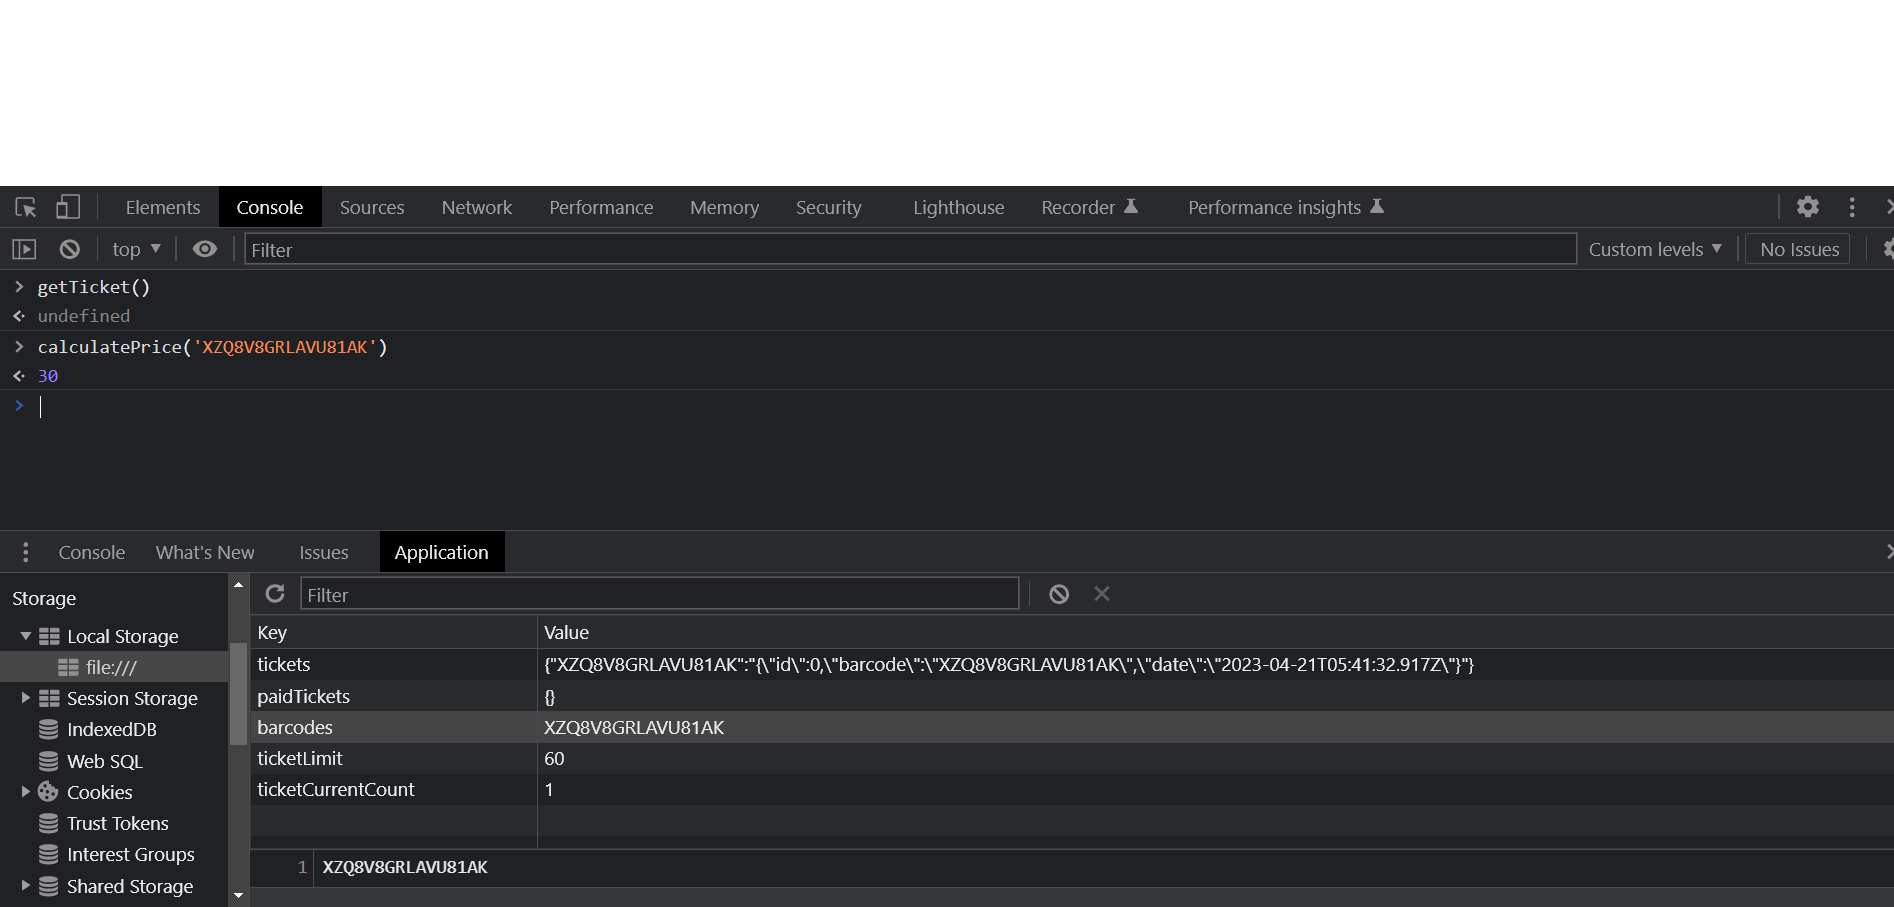 Elements Console Sources Network Performance Memory Security Lighthouse Recorder Performance insights
top Filter Custom levels No Issues
> getTicket()
undefined
> calculatePrice('XZQ8V8GRLAVU81AK')
30
>
Console What's New Issues Application
Storage
Local Storage
file:///
Session Storage
IndexedDB
Web SQL
Cookies
Trust Tokens
Interest Groups
Shared Storage
Filter
Key Value
tickets {"XZQ8V8GRLAVU81AK":"{\"id\":0,\"barcode\":\"XZQ8V8GRLAVU81AK\",\"date\":\"2023-04-21T05:41:32.917Z\"}"}
paidTickets {}
barcodes XZQ8V8GRLAVU81AK
ticketLimit 60
ticketCurrentCount 1
1 XZQ8V8GRLAVU81AK